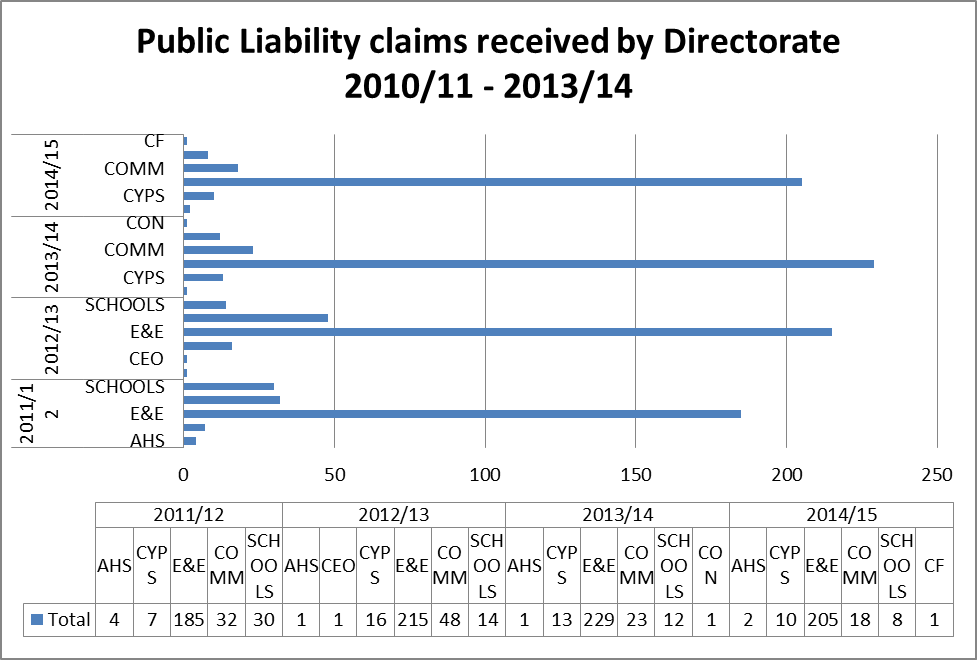 Public Liability claims received by Directorate
2010/11 - 2013/14
2014/15
CF
COMM
CYPS
2013/14
CON
COMM
CYPS
2012/13
SCHOOLS
E&E
CEO
2011/1
2
SCHOOLS
E&E
AHS
0 50 100 150 200 250
2011/12 2012/13 2013/14 2014/15
AHS CYP S E&E CO MM SCH OO LS AHS CEO CYP S E&E CO MM SCH OO LS AHS CYP S E&E CO MM SCH OO LS CO N AHS CYP S E&E CO MM SCH OO LS CF
Total 4 7 185 32 30 1 1 16 215 48 14 1 13 229 23 12 1 2 10 205 18 8 1